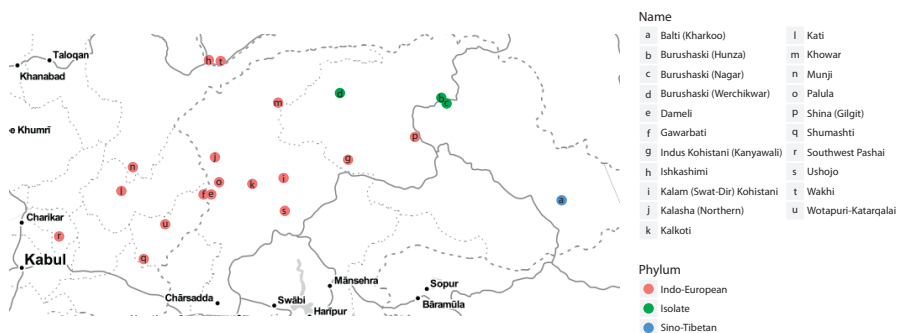 Taloqan
Khanabad
e Khumrī
Charikar
Kabul
Chārsadda
Swābi
Harīpur
Mānsehra
Sopur
Bāramūla
h
t
m
d
b
c
p
g
n
l
j
o
f
e
k
i
s
u
r
q
a
Name
a Balti (Kharkoo)
b Burushaski (Hunza)
c Burushaski (Nagar)
d Burushaski (Werchikwar)
e Dameli
f Gawarbati
g Indus Kohistani (Kanyawali)
h Ishkashimi
i Kalam (Swat-Dir) Kohistani
j Kalasha (Northern)
k Kalkoti
l Kati
m Khowar
n Munji
o Palula
p Shina (Gilgit)
q Shumashti
r Southwest Pashai
s Ushojo
t Wakhi
u Wotapuri-Katarqalai
Phylum
Indo-European
Isolate
Sino-Tibetan